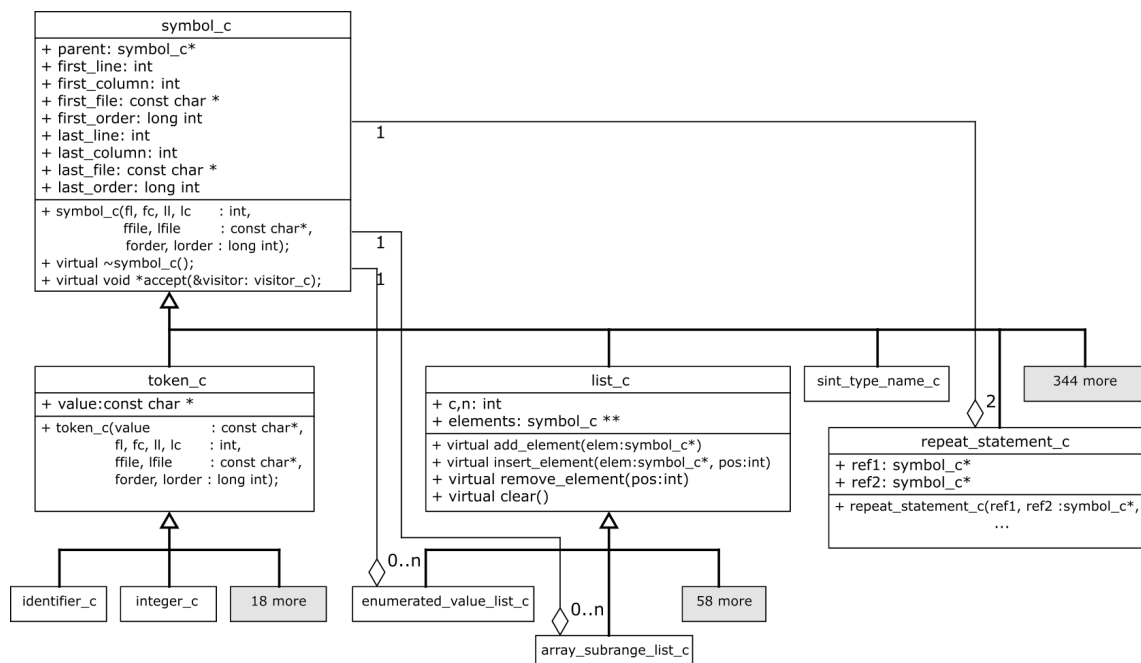 symbol_c
+ parent: symbol_c*
+ first_line: int
+ first_column: int
+ first_file: const char *
+ first_order: long int
+ last_line: int
+ last_column: int
+ last_file: const char *
+ last_order: long int
+ symbol_c(fl, fc, ll, lc : int,
ffile, lfile : const char*,
forder, lorder : long int);
+ virtual ~symbol_c();
+ virtual void *accept(&visitor: visitor_c);
1
1
1
token_c
+ value:const char *
+ token_c(value : const char*,
fl, fc, ll, lc : int,
ffile, lfile : const char*,
forder, lorder : long int);
list_c
+ c,n: int
+ elements: symbol_c **
+ virtual add_element(elem:symbol_c*)
+ virtual insert_element(elem:symbol_c*, pos:int)
+ virtual remove_element(pos:int)
+ virtual clear()
sint_type_name_c
344 more
2
repeat_statement_c
+ ref1: symbol_c*
+ ref2: symbol_c*
+ repeat_statement_c(ref1, ref2 :symbol_c*,
...
identifier_c
integer_c
18 more
0..n
enumerated_value_list_c
58 more
0..n
array_subrange_list_c